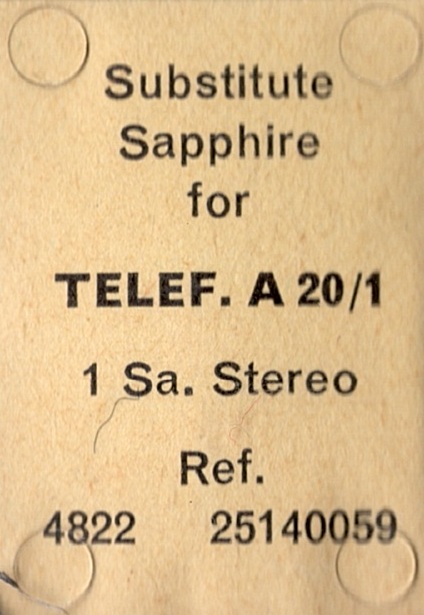 Substitute
Sapphire
for
TELEF. A 20/1
1 Sa. Stereo
Ref.
4822 25140059